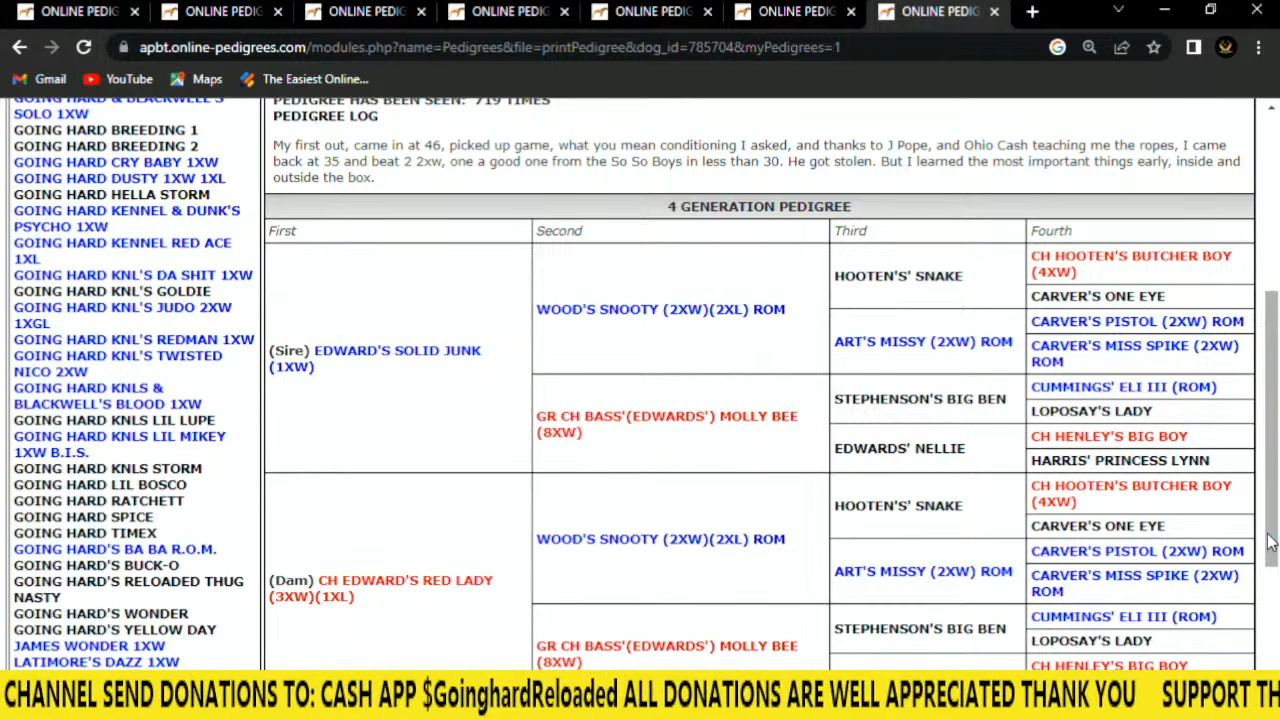 ONLINE PEDIG
ONLINE PEDIG
ONLINE PEDIG
ONLINE PEDIG
ONLINE PEDIG
ONLINE PEDIG
ONLINE PEDIG
apbt.online-pedigrees.com/modules.php?name=Pedigrees&file=printPedigree&dog_id=785704&myPedigrees=1
Gmail
YouTube
Maps
The Easiest Online...
GOING HARD & BLACKWELL'S
SOLO 1XW
GOING HARD BREEDING 1
GOING HARD BREEDING 2
GOING HARD CRY BABY 1XW
GOING HARD DUSTY 1XW 1XL
GOING HARD HELLA STORM
GOING HARD KENNEL & DUNK'S
PSYCHO 1XW
GOING HARD KENNEL RED ACE
1XL
GOING HARD KNL'S DA SHIT 1XW
GOING HARD KNL'S GOLDIE
GOING HARD KNL'S JUDO 2XW
1XGL
GOING HARD KNL'S REDMAN 1XW
GOING HARD KNL'S TWISTED
NICO 2XW
GOING HARD KNLS &
BLACKWELL'S BLOOD 1XW
GOING HARD KNLS LIL LUPE
GOING HARD KNLS LIL MIKEY
1XW B.I.S.
GOING HARD KNLS STORM
GOING HARD LIL BOSCO
GOING HARD RATCHETT
GOING HARD SPICE
GOING HARD TIMEX
GOING HARD'S BA BA R.O.M.
GOING HARD'S BUCK-O
GOING HARD'S RELOADED THUG
NASTY
GOING HARD'S WONDER
GOING HARD'S YELLOW DAY
JAMES WONDER 1XW
LATIMORE'S DAZZ 1XW
PEDIGREE HAS BEEN SEEN: 719 TIMES
PEDIGREE LOG
My first out, came in at 46, picked up game, what you mean conditioning I asked, and thanks to J Pope, and Ohio Cash teaching me the ropes, I came
back at 35 and beat 2 2xw, one a good one from the So So Boys in less than 30. He got stolen. But I learned the most important things early, inside and
outside the box.
4 GENERATION PEDIGREE
First
Second
Third
Fourth
(Sire) EDWARD'S SOLID JUNK
(1XW)
WOOD'S SNOOTY (2XW)(2XL) ROM
HOOTEN'S' SNAKE
CH HOOTEN'S BUTCHER BOY
(4XW)
CARVER'S ONE EYE
ART'S MISSY (2XW) ROM
CARVER'S PISTOL (2XW) ROM
CARVER'S MISS SPIKE (2XW)
ROM
GR CH BASS'(EDWARDS') MOLLY BEE
(8XW)
STEPHENSON'S BIG BEN
CUMMINGS' ELI III (ROM)
LOPOSAY'S LADY
EDWARDS' NELLIE
CH HENLEY'S BIG BOY
HARRIS' PRINCESS LYNN
(Dam) CH EDWARD'S RED LADY
(3XW)(1XL)
WOOD'S SNOOTY (2XW)(2XL) ROM
HOOTEN'S' SNAKE
CH HOOTEN'S BUTCHER BOY
(4XW)
CARVER'S ONE EYE
ART'S MISSY (2XW) ROM
CARVER'S PISTOL (2XW) ROM
CARVER'S MISS SPIKE (2XW)
ROM
GR CH BASS'(EDWARDS') MOLLY BEE
(8XW)
STEPHENSON'S BIG BEN
CUMMINGS' ELI III (ROM)
LOPOSAY'S LADY
CH HENLEY'S BIG BOY
CHANNEL SEND DONATIONS TO: CASH APP $GoinghardReloaded ALL DONATIONS ARE WELL APPRECIATED THANK YOU SUPPORT TH